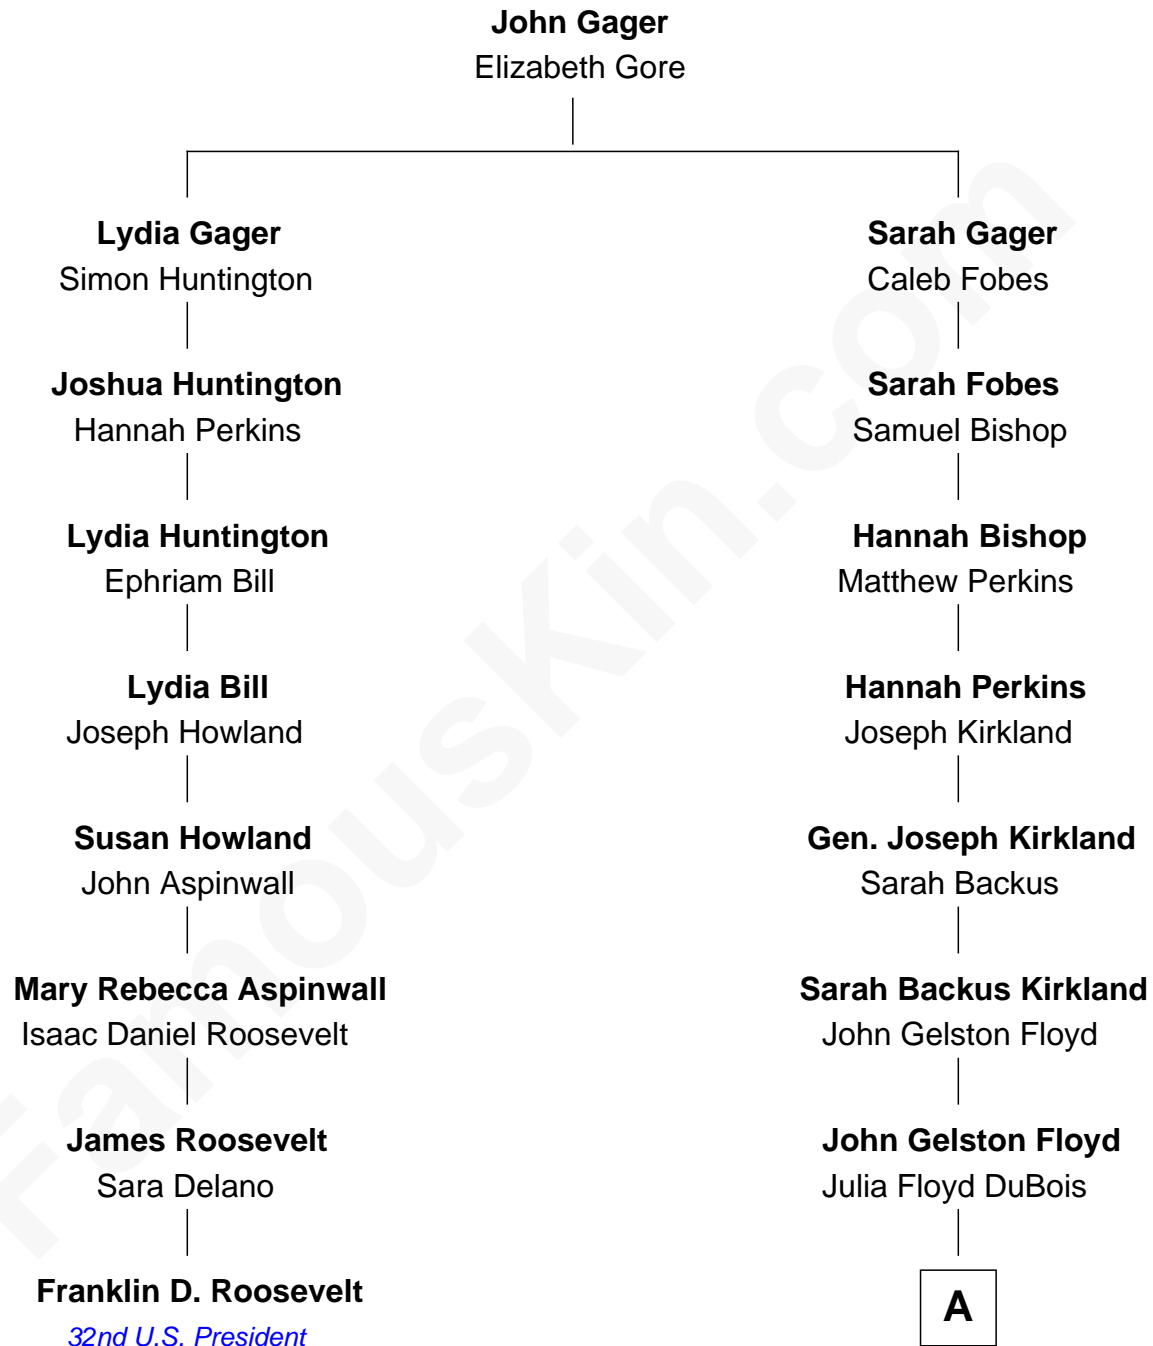 John Gager
Elizabeth Gore
Lydia Gager
Simon Huntington
Sarah Gager
Caleb Fobes
Joshua Huntington
Hannah Perkins
Sarah Fobes
Samuel Bishop
Lydia Huntington
Ephriam Bill
Hannah Bishop
Matthew Perkins
Lydia Bill
Joseph Howland
Hannah Perkins
Joseph Kirkland
Susan Howland
John Aspinwall
Gen. Joseph Kirkland
Sarah Backus
Mary Rebecca Aspinwall
Isaac Daniel Roosevelt
Sarah Backus Kirkland
John Gelston Floyd
James Roosevelt
Sara Delano
John Gelston Floyd
Julia Floyd DuBois
Franklin D. Roosevelt
32nd U.S. President
A
FamousKin.com